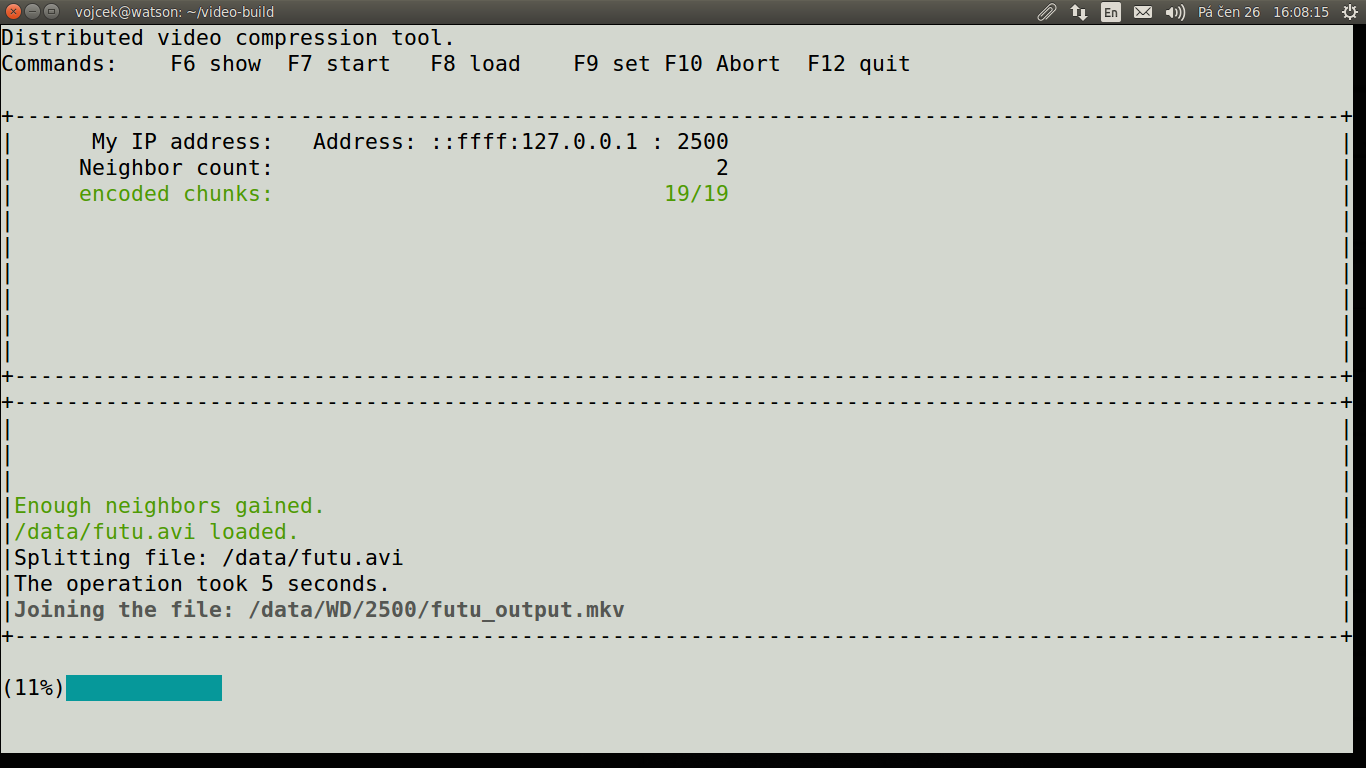 vojcek@watson: ~/video-build
En
Pá čen 26 16:08:15
Distributed video compression tool.
Commands:    F6 show  F7 start   F8 load    F9 set F10 Abort  F12 quit
My IP address:   Address: ::ffff:127.0.0.1 : 2500
Neighbor count:                                  2
encoded chunks:                              19/19
Enough neighbors gained.
/data/futu.avi loaded.
Splitting file: /data/futu.avi
The operation took 5 seconds.
Joining the file: /data/WD/2500/futu_output.mkv
(11%)